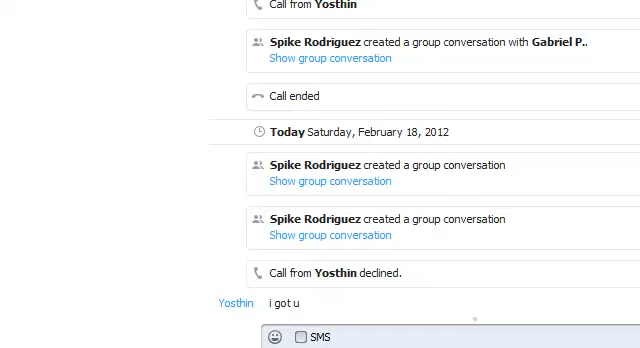 Call from Yosthin
Spike Rodriguez created a group conversation with Gabriel P..
Show group conversation
Call ended
Today Saturday, February 18, 2012
Spike Rodriguez created a group conversation
Show group conversation
Spike Rodriguez created a group conversation
Show group conversation
Call from Yosthin declined.
Yosthin i got u
SMS